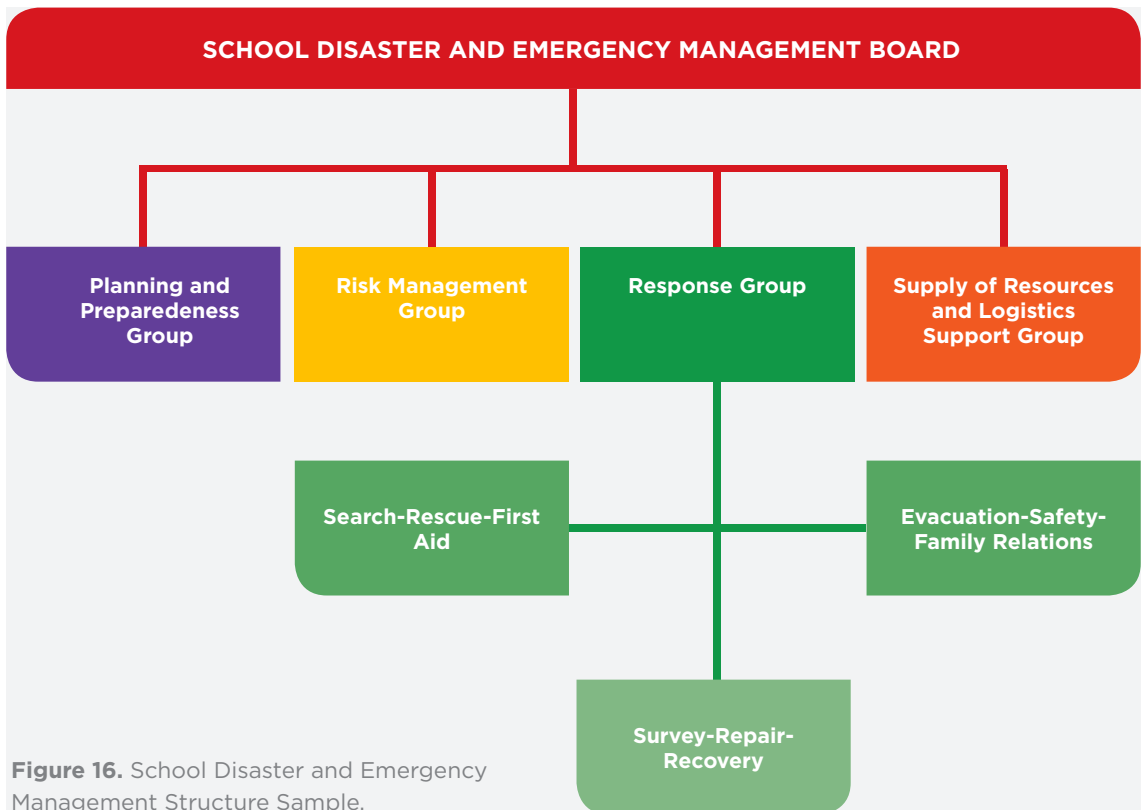 SCHOOL DISASTER AND EMERGENCY MANAGEMENT BOARD
Planning and
Preparedeness
Group
Risk Management
Group
Response Group
Supply of Resources
and Logistics
Support Group
Search-Rescue-First
Aid
Evacuation-Safety-
Family Relations
Survey-Repair-
Recovery
Figure 16. School Disaster and Emergency
Management Structure Sample.